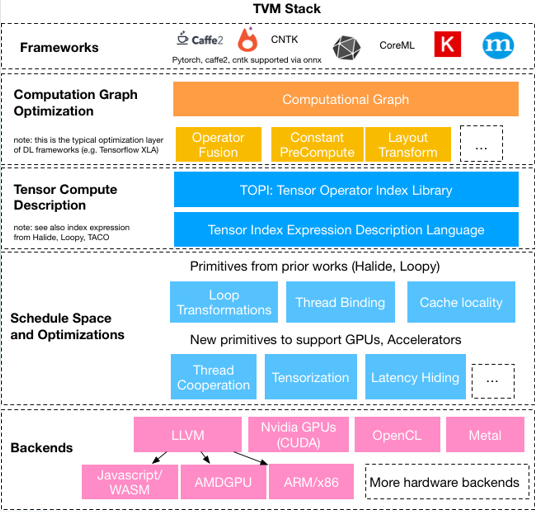 TVM Stack
Frameworks
Caffe2
CNTK
CoreML
K
m
Pytorch, caffe2, cntk supported via onnx
Computation Graph
Optimization
note: this is the typical optimization layer
of DL frameworks (e.g. Tensorflow XLA)
Computational Graph
Operator
Fusion
Constant
PreCompute
Layout
Transform
...
Tensor Compute
Description
note: see also index expression
from Halide, Loopy, TACO
TOPI: Tensor Operator Index Library
Tensor Index Expression Description Language
Schedule Space
and Optimizations
Primitives from prior works (Halide, Loopy)
Loop
Transformations
Thread Binding
Cache locality
New primitives to support GPUs, Accelerators
Thread
Cooperation
Tensorization
Latency Hiding
...
Backends
LLVM
Nvidia GPUs
(CUDA)
OpenCL
Metal
Javascript/
WASM
AMDGPU
ARM/x86
More hardware backends